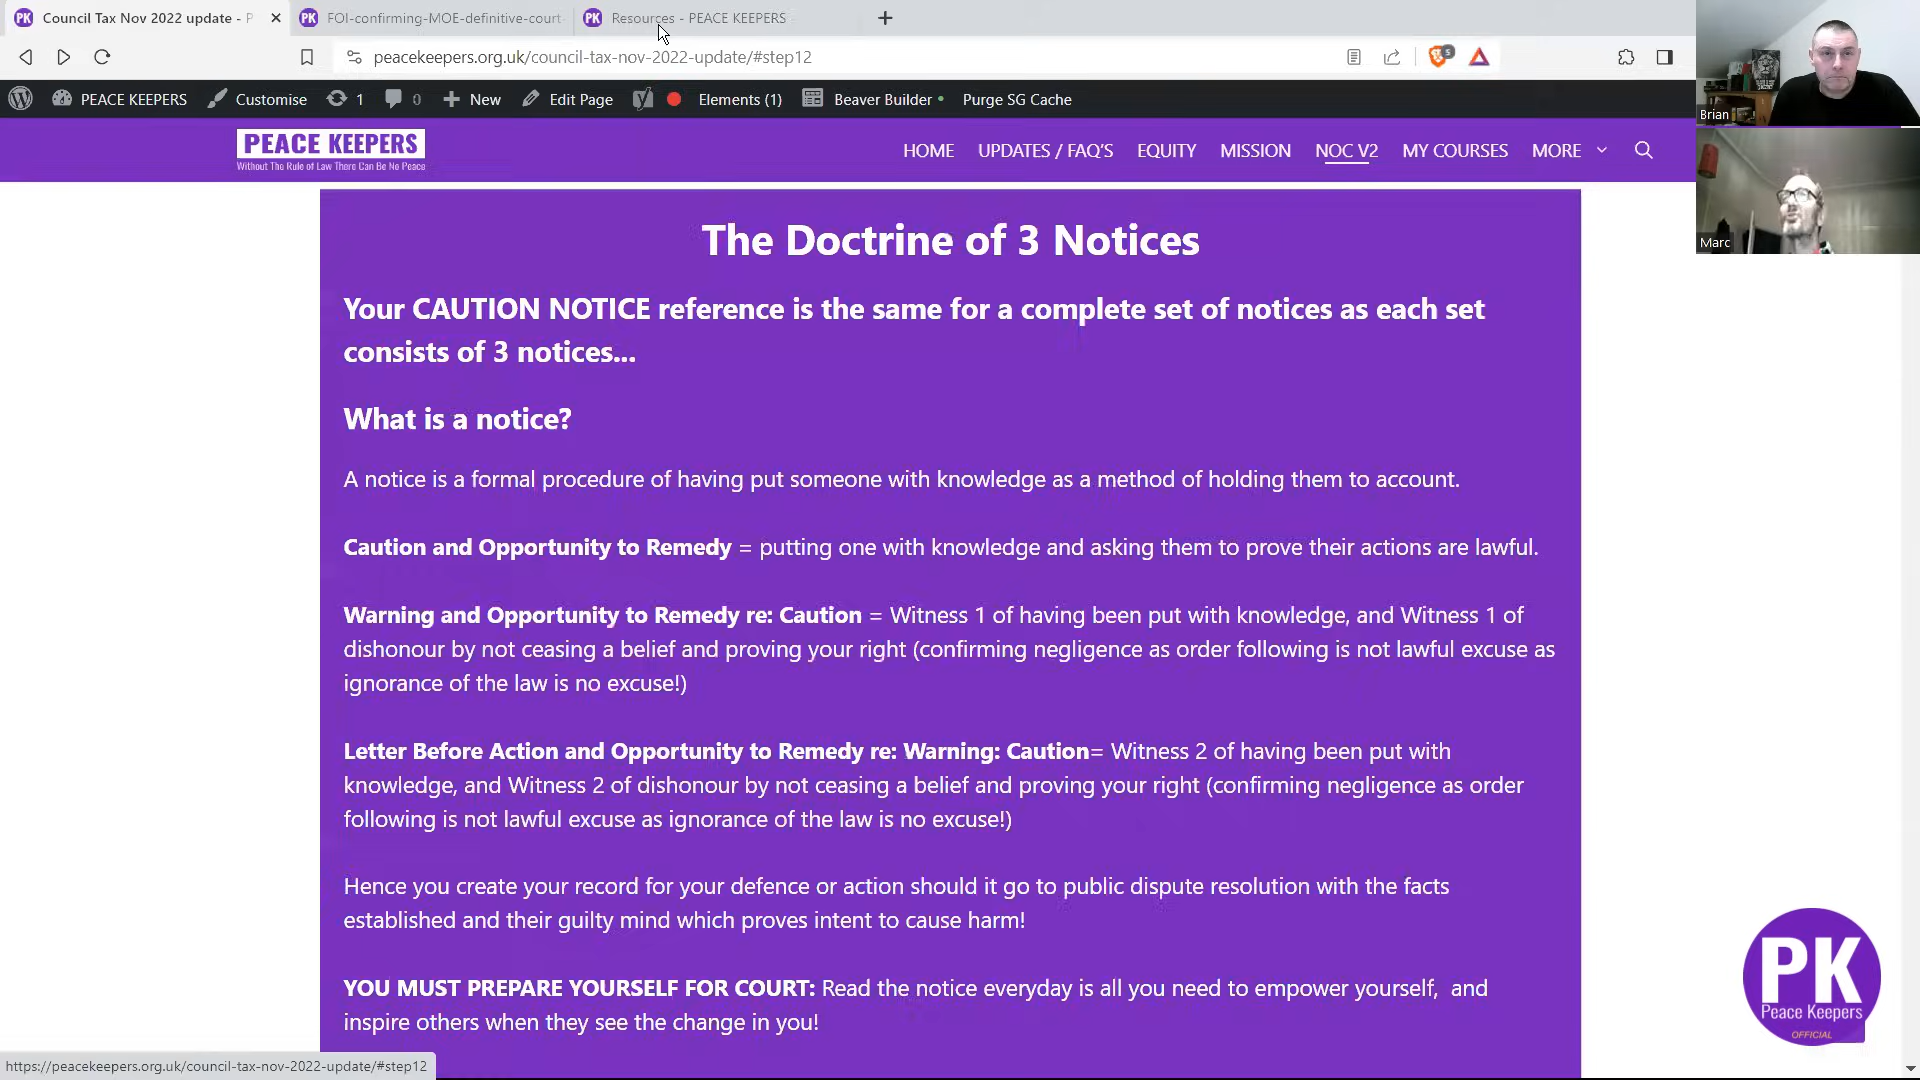 Council Tax Nov 2022 update - P
FOI-confirming-MOE-definitive-court-
Resources - PEACE KEEPERS
peacekeepers.org.uk/council-tax-nov-2022-update/#step12
5
PEACE KEEPERS
Customise
1
0
New
Edit Page
Elements (1)
Beaver Builder •
Purge SG Cache
Brian
PEACE KEEPERS
Without The Rule of Law There Can Be No Peace
HOME
UPDATES / FAQ'S
EQUITY
MISSION
NOC V2
MY COURSES
MORE
Marc
The Doctrine of 3 Notices
Your CAUTION NOTICE reference is the same for a complete set of notices as each set
consists of 3 notices...
What is a notice?
A notice is a formal procedure of having put someone with knowledge as a method of holding them to account.
Caution and Opportunity to Remedy = putting one with knowledge and asking them to prove their actions are lawful.
Warning and Opportunity to Remedy re: Caution = Witness 1 of having been put with knowledge, and Witness 1 of
dishonour by not ceasing a belief and proving your right (confirming negligence as order following is not lawful excuse as
ignorance of the law is no excuse!)
Letter Before Action and Opportunity to Remedy re: Warning: Caution= Witness 2 of having been put with
knowledge, and Witness 2 of dishonour by not ceasing a belief and proving your right (confirming negligence as order
following is not lawful excuse as ignorance of the law is no excuse!)
Hence you create your record for your defence or action should it go to public dispute resolution with the facts
established and their guilty mind which proves intent to cause harm!
YOU MUST PREPARE YOURSELF FOR COURT: Read the notice everyday is all you need to empower yourself, and
inspire others when they see the change in you!
PK
Peace Keepers
OFFICIAL
https://peacekeepers.org.uk/council-tax-nov-2022-update/#step12